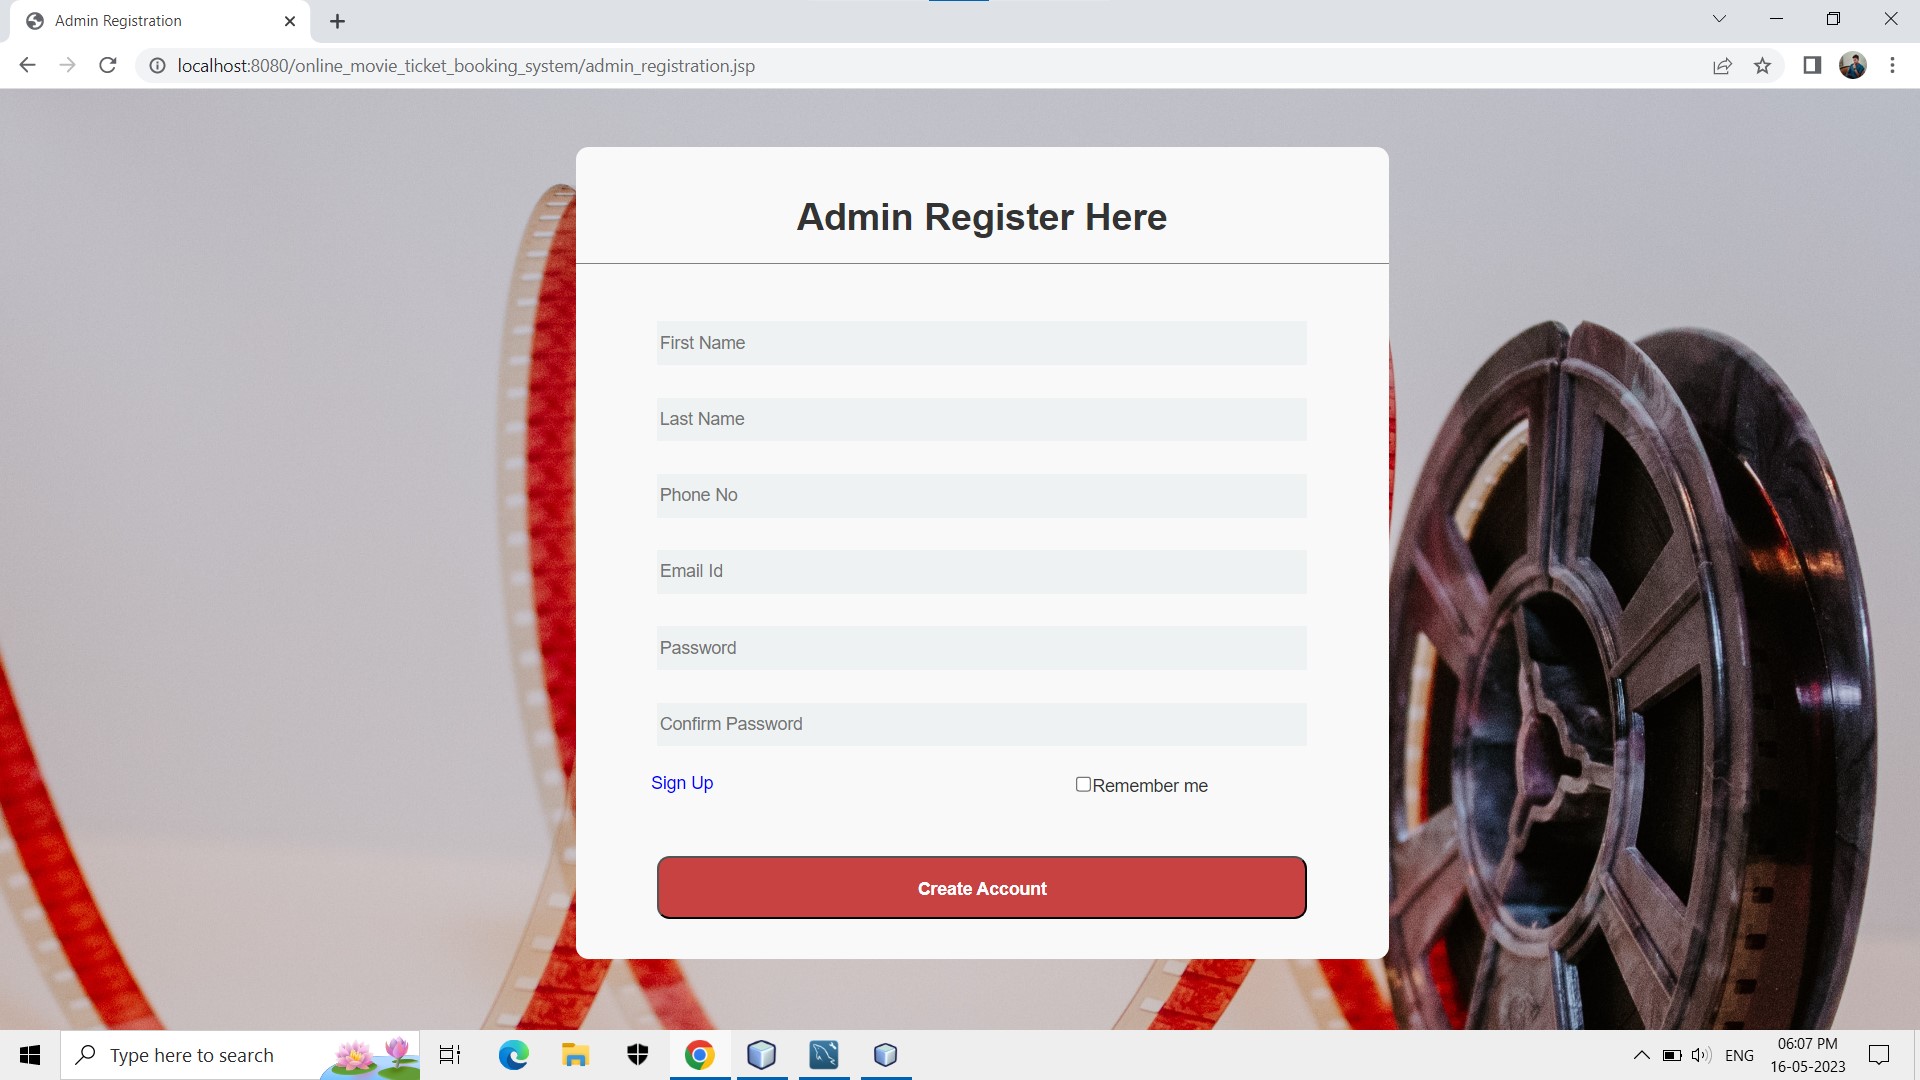 Admin Registration
localhost:8080/online_movie_ticket_booking_system/admin_registration.jsp
Admin Register Here
First Name
Last Name
Phone No
Email Id
Password
Confirm Password
Sign Up
Remember me
Create Account
Type here to search
ENG
06:07 PM
16-05-2023